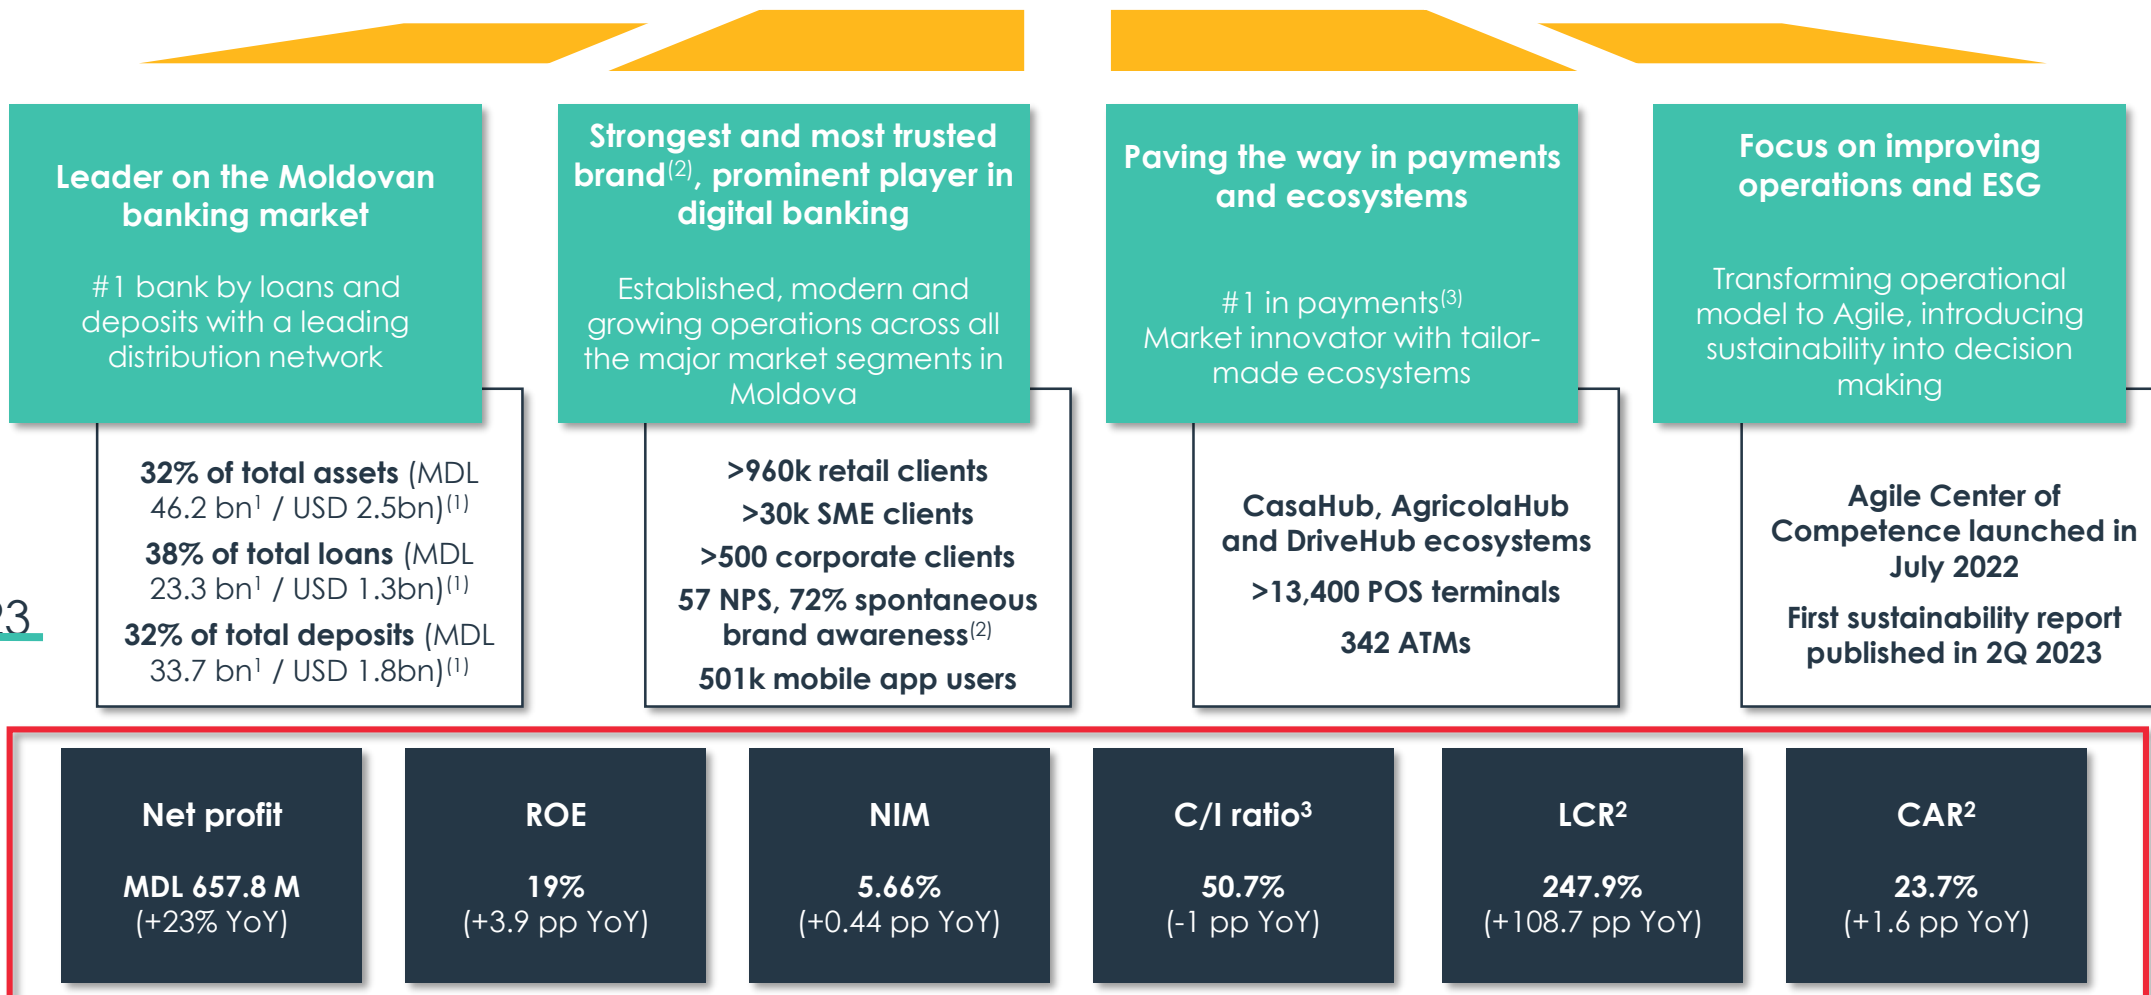 Leader on the Moldovan
banking market
#1 bank by loans and
deposits with a leading
distribution network
32% of total assets (MDL
46.2 bn¹ / USD 2.5bn)⁽¹⁾
38% of total loans (MDL
23.3 bn¹ / USD 1.3bn)⁽¹⁾
32% of total deposits (MDL
33.7 bn¹ / USD 1.8bn)⁽¹⁾
Strongest and most trusted
brand⁽²⁾, prominent player in
digital banking
Established, modern and
growing operations across all
the major market segments in
Moldova
>960k retail clients
>30k SME clients
>500 corporate clients
57 NPS, 72% spontaneous
brand awareness⁽²⁾
501k mobile app users
Paving the way in payments
and ecosystems
#1 in payments⁽³⁾
Market innovator with tailor-
made ecosystems
CasaHub, AgricolaHub
and DriveHub ecosystems
>13,400 POS terminals
342 ATMs
Focus on improving
operations and ESG
Transforming operational
model to Agile, introducing
sustainability into decision
making
Agile Center of
Competence launched in
July 2022
First sustainability report
published in 2Q 2023
Net profit
MDL 657.8 M
(+23% YoY)
ROE
19%
(+3.9 pp YoY)
NIM
5.66%
(+0.44 pp YoY)
C/I ratio³
50.7%
(-1 pp YoY)
LCR²
247.9%
(+108.7 pp YoY)
CAR²
23.7%
(+1.6 pp YoY)